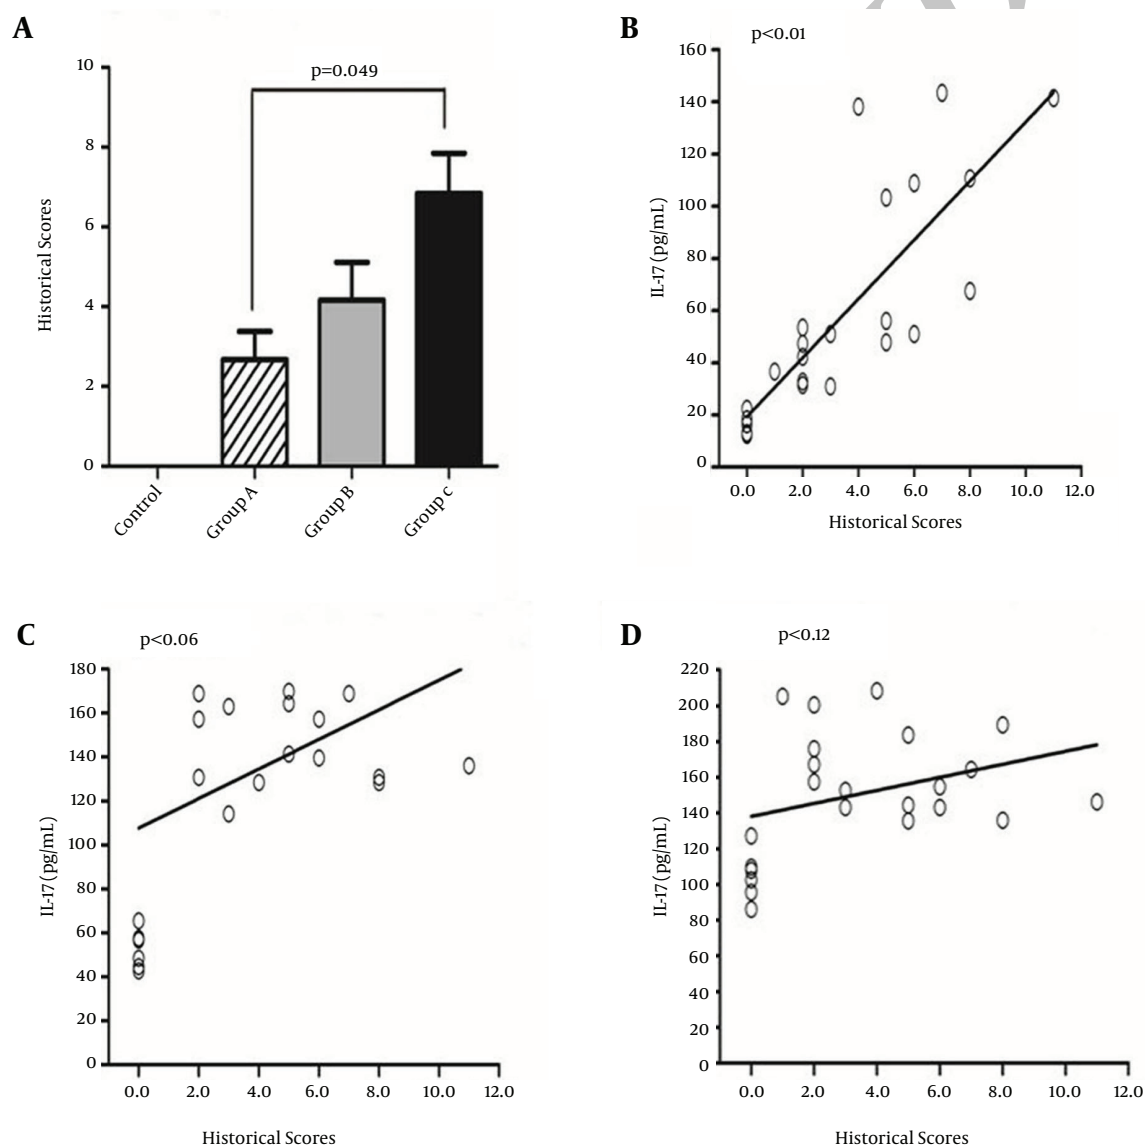 A
p=0.049
10
8
6
4
2
0
Historical Scores
Control
Group A
Group B
Group c
B
p<0.01
160
140
120
100
80
60
40
20
0
IL-17 (pg/mL)
0.0 2.0 4.0 6.0 8.0 10.0 12.0
Historical Scores
C
p<0.06
180
160
140
120
100
80
60
40
20
0
IL-17 (pg/mL)
0.0 2.0 4.0 6.0 8.0 10.0 12.0
Historical Scores
D
p<0.12
220
200
180
160
140
120
100
80
60
40
20
0
IL-17 (pg/mL)
0.0 2.0 4.0 6.0 8.0 10.0 12.0
Historical Scores